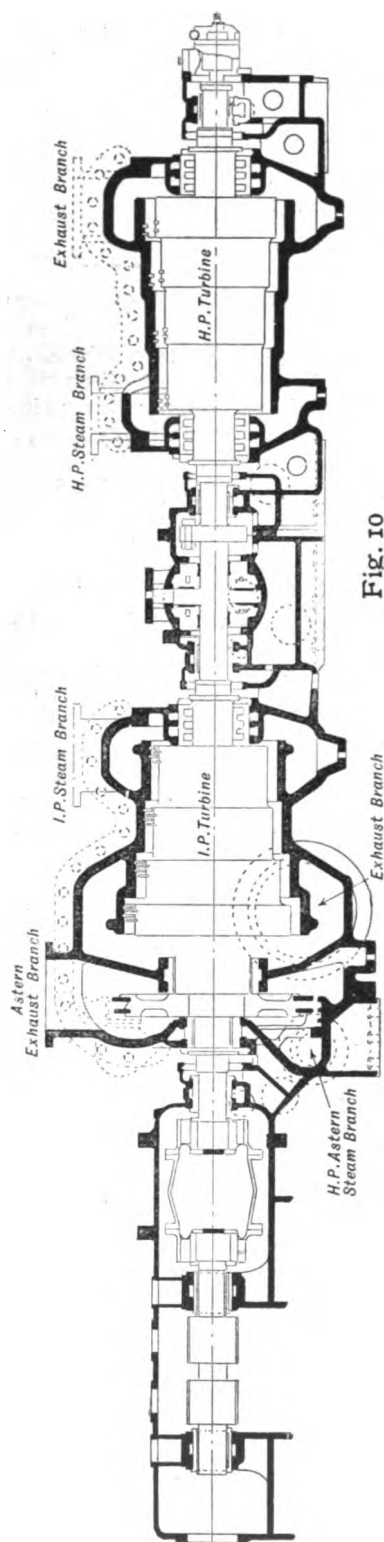 Exhaust Branch
H.P. Steam Branch
H.P. Turbine
I.P. Steam Branch
I.P. Turbine
Astern
Exhaust Branch
Exhaust Branch
H.P. Astern
Steam Branch
Fig. 10